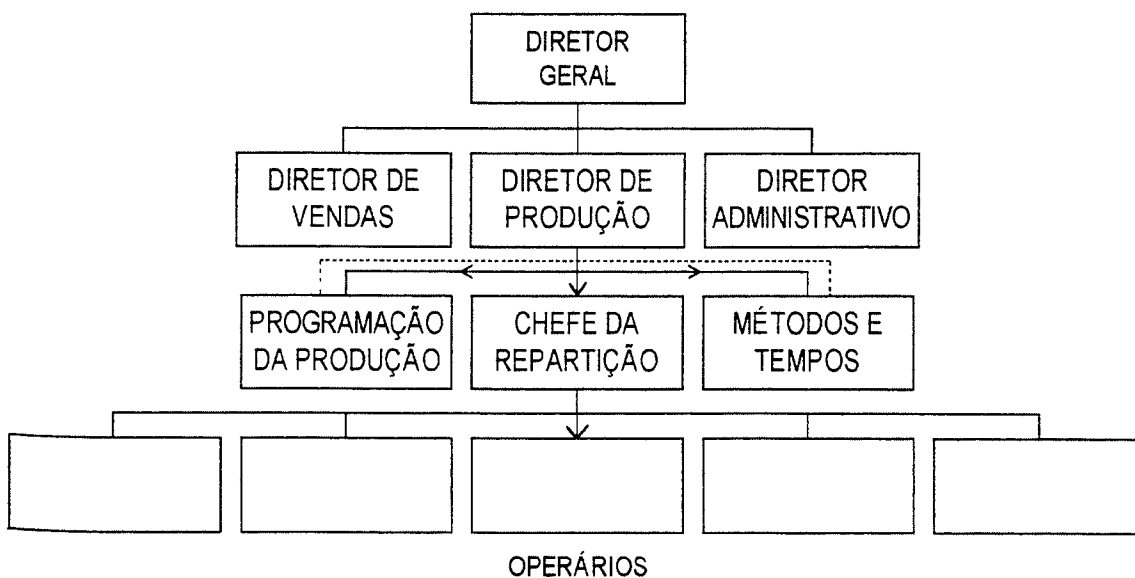 DIRETOR
GERAL
DIRETOR DE
VENDAS
DIRETOR DE
PRODUÇÃO
DIRETOR
ADMINISTRATIVO
PROGRAMAÇÃO
DA PRODUÇÃO
CHEFE DA
REPARTIÇÃO
MÉTODOS E
TEMPOS
OPERÁRIOS